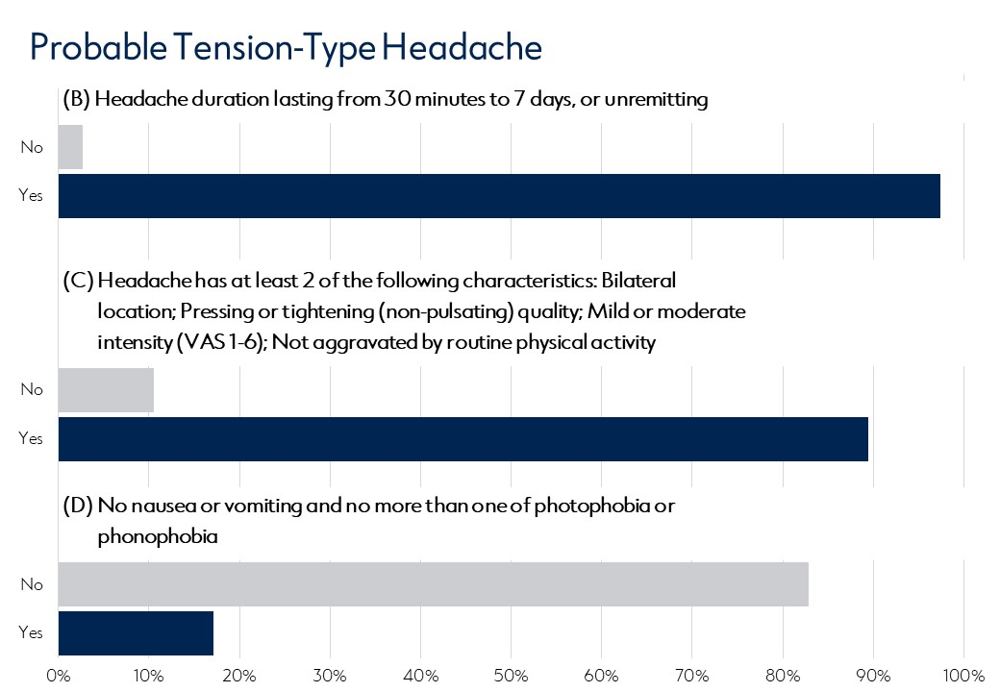 Probable Tension-Type Headache
(B) Headache duration lasting from 30 minutes to 7 days, or unremitting
No
Yes
(C) Headache has at least 2 of the following characteristics: Bilateral
location; Pressing or tightening (non-pulsating) quality; Mild or moderate
intensity (VAS 1-6); Not aggravated by routine physical activity
No
Yes
(D) No nausea or vomiting and no more than one of photophobia or
phonophobia
No
Yes
0% 10% 20% 30% 40% 50% 60% 70% 80% 90% 100%